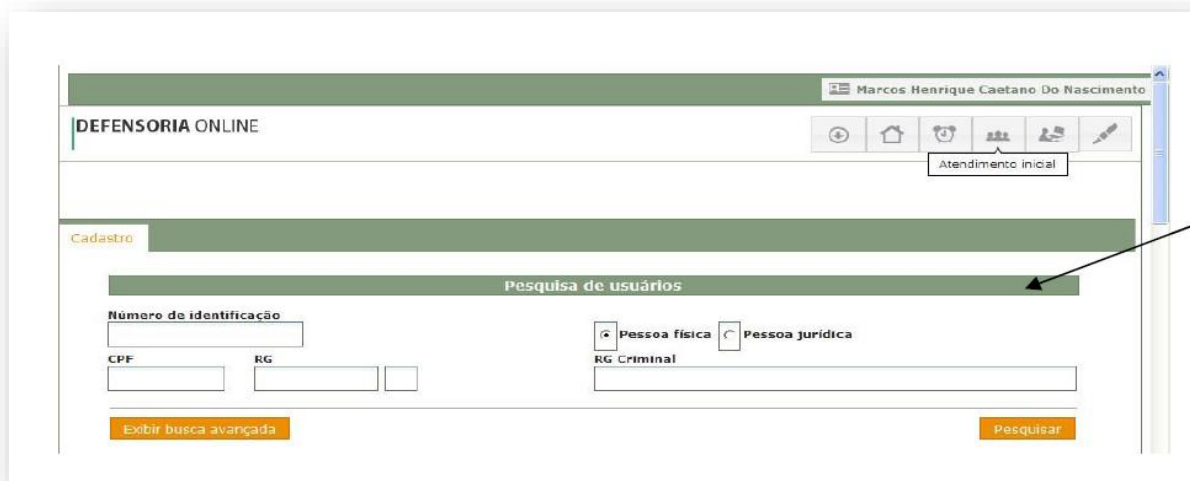 Marcos Henrique Caetano Do Nascimento
DEFENSORIA ONLINE
Atendimento inicial
Cadastro
Pesquisa de usuários
Número de identificação
Pessoa física Pessoa jurídica
CPF RG RG Criminal
Exibir busca avançada Pesquisar